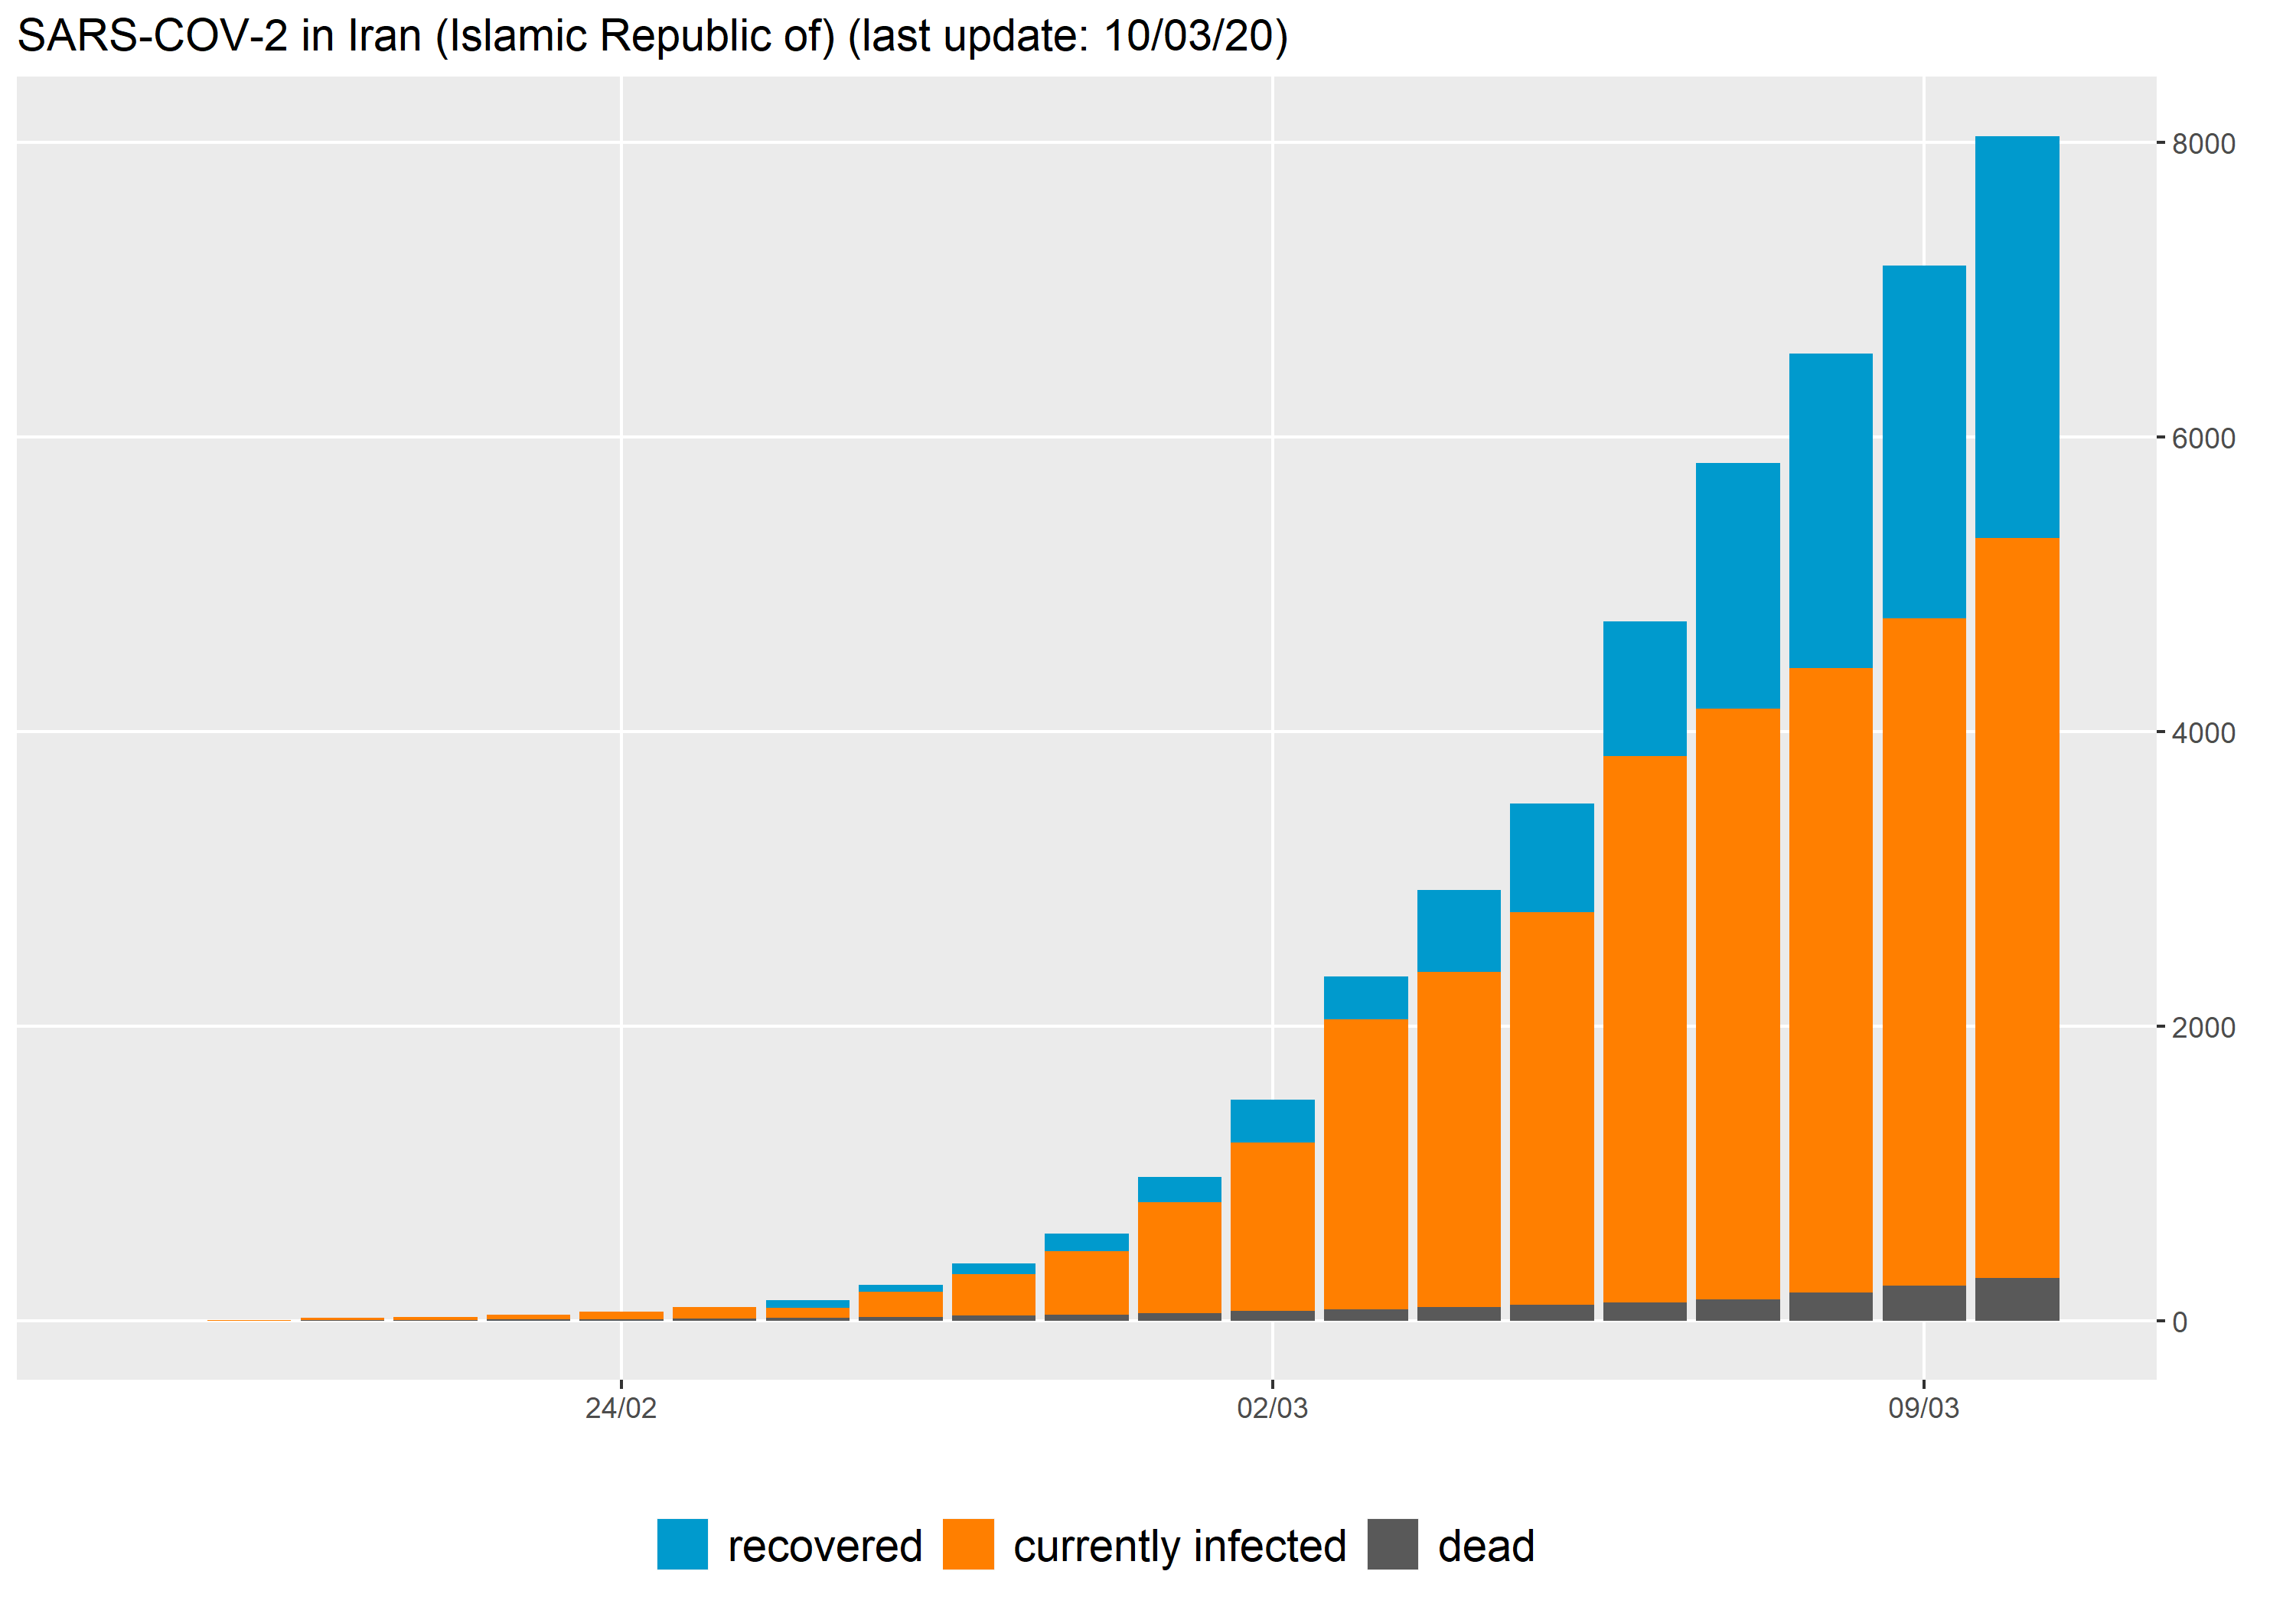 SARS-COV-2 in Iran (Islamic Republic of) (last update: 10/03/20)
8000
6000
4000
2000
0
24/02 02/03 09/03
recovered currently infected dead